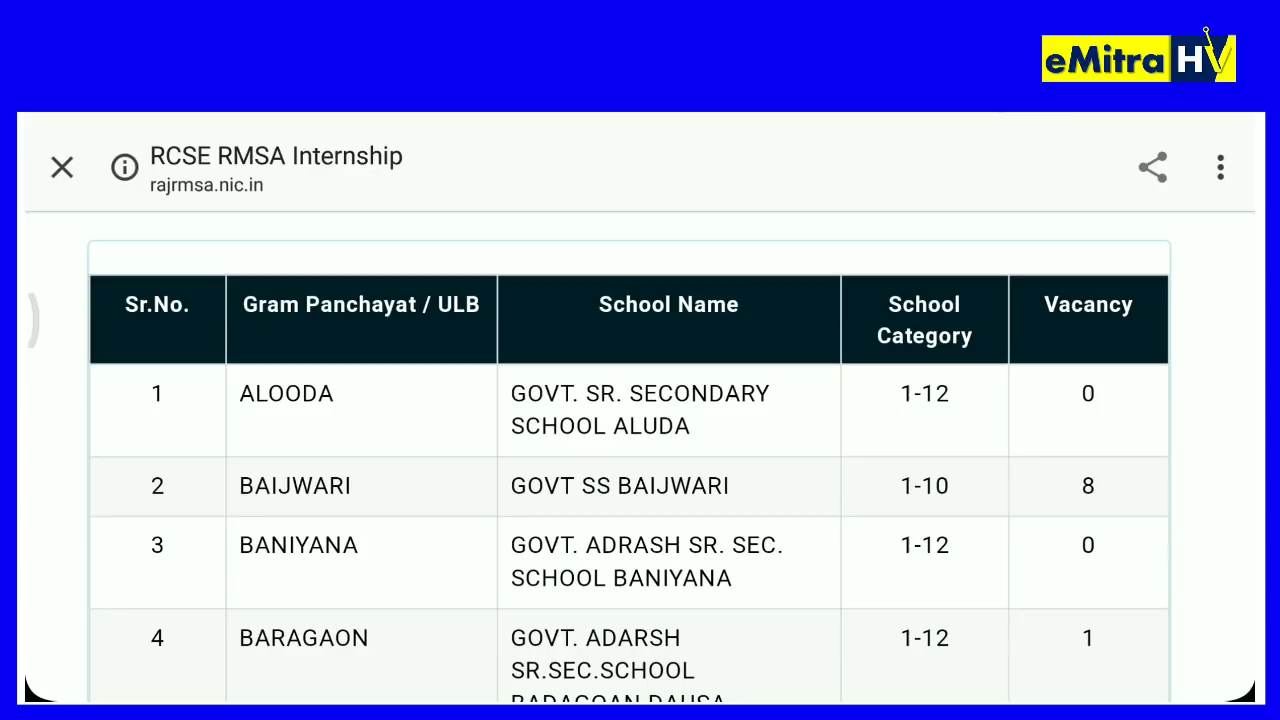 eMitra HV
RCSE RMSA Internship
rajrmsa.nic.in
Sr.No. Gram Panchayat / ULB School Name School Category Vacancy
1 ALOODA GOVT. SR. SECONDARY SCHOOL ALUDA 1-12 0
2 BAIJWARI GOVT SS BAIJWARI 1-10 8
3 BANIYANA GOVT. ADRASH SR. SEC. SCHOOL BANIYANA 1-12 0
4 BARAGAON GOVT. ADARSH SR.SEC.SCHOOL BADAGOAN DAUSA 1-12 1